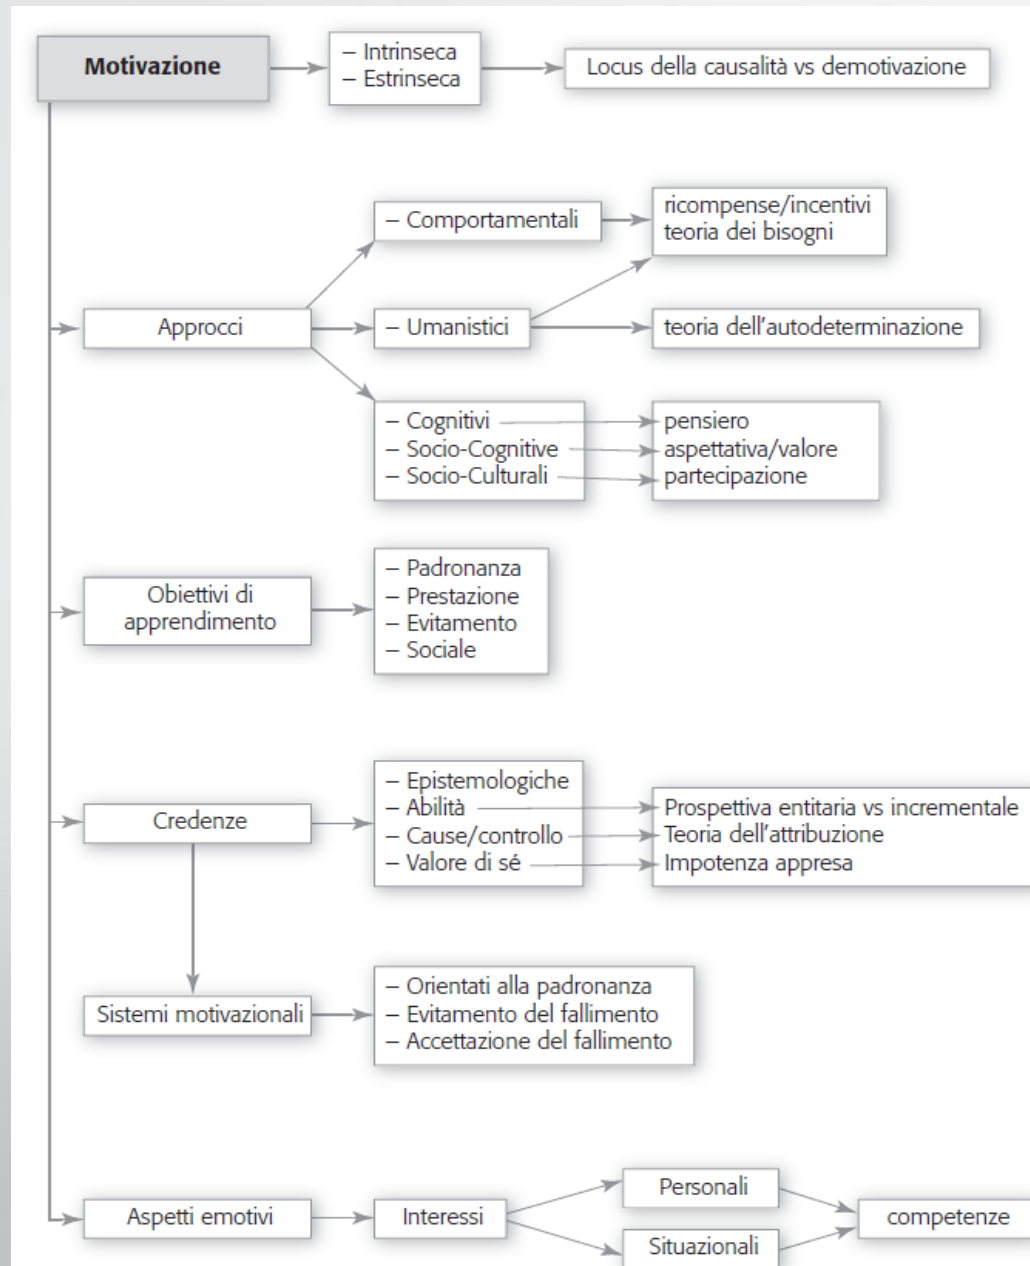 Motivazione
– Intrinseca
– Estrinseca
Locus della causalità vs demotivazione
– Comportamentali
ricompense/incentivi
teoria dei bisogni
Approcci
– Umanistici
teoria dell'autodeterminazione
– Cognitivi
– Socio-Cognitive
– Socio-Culturali
pensiero
aspettativa/valore
partecipazione
Obiettivi di
apprendimento
– Padronanza
– Prestazione
– Evitamento
– Sociale
Credenze
– Epistemologiche
– Abilità
– Cause/controllo
– Valore di sé
Prospettiva entitaria vs incrementale
Teoria dell'attribuzione
Impotenza appresa
Sistemi motivazionali
– Orientati alla padronanza
– Evitamento del fallimento
– Accettazione del fallimento
Aspetti emotivi
Interessi
Personali
Situazionali
competenze